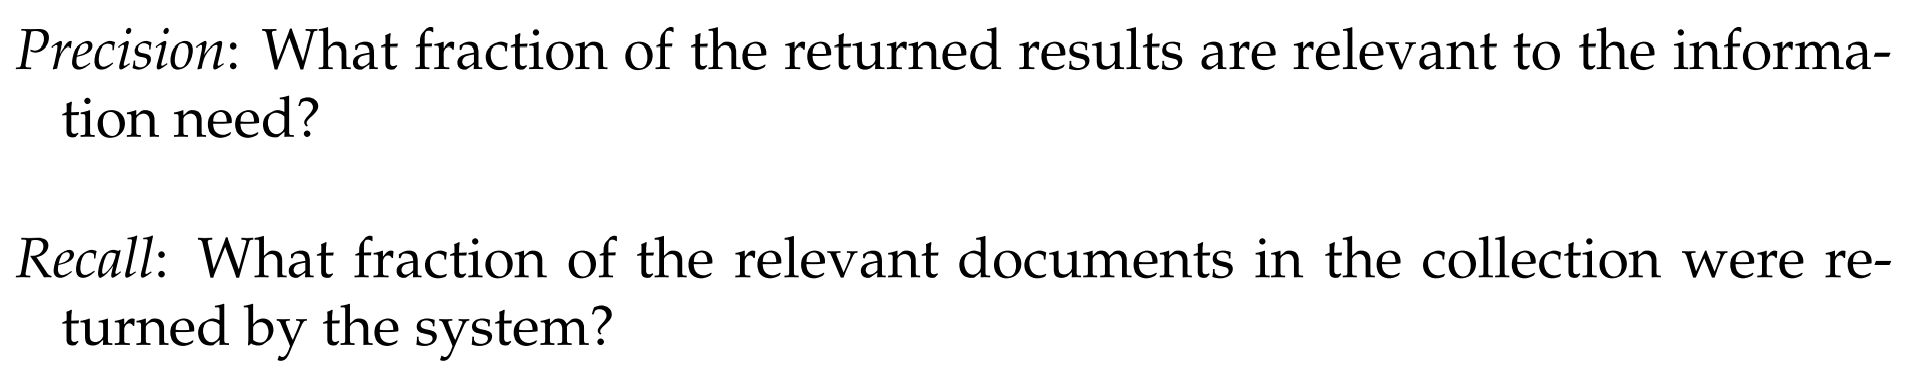 Precision: What fraction of the returned results are relevant to the informa-
tion need?
Recall: What fraction of the relevant documents in the collection were re-
turned by the system?